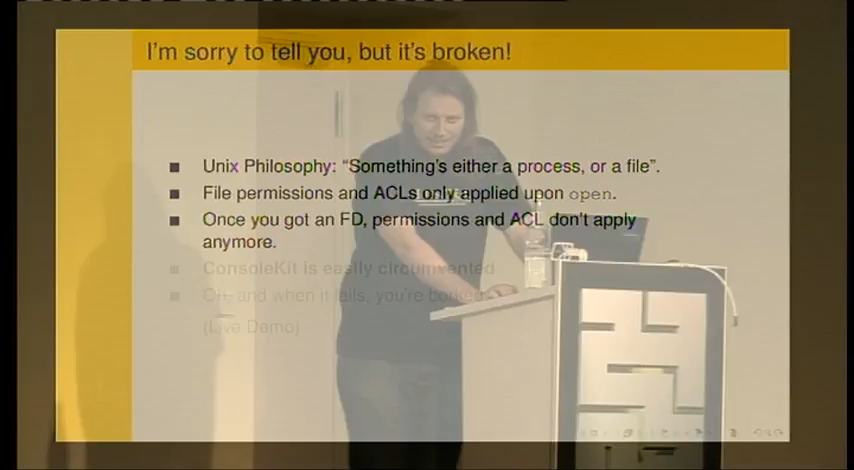 I'm sorry to tell you, but it's broken!
Unix Philosophy: “Something's either a process, or a file”.
File permissions and ACLs only applied upon open.
Once you got an FD, permissions and ACL don't apply
anymore.
ConsoleKit is easily circumvented
Oh, and when it fails, you're borked
(Live Demo)